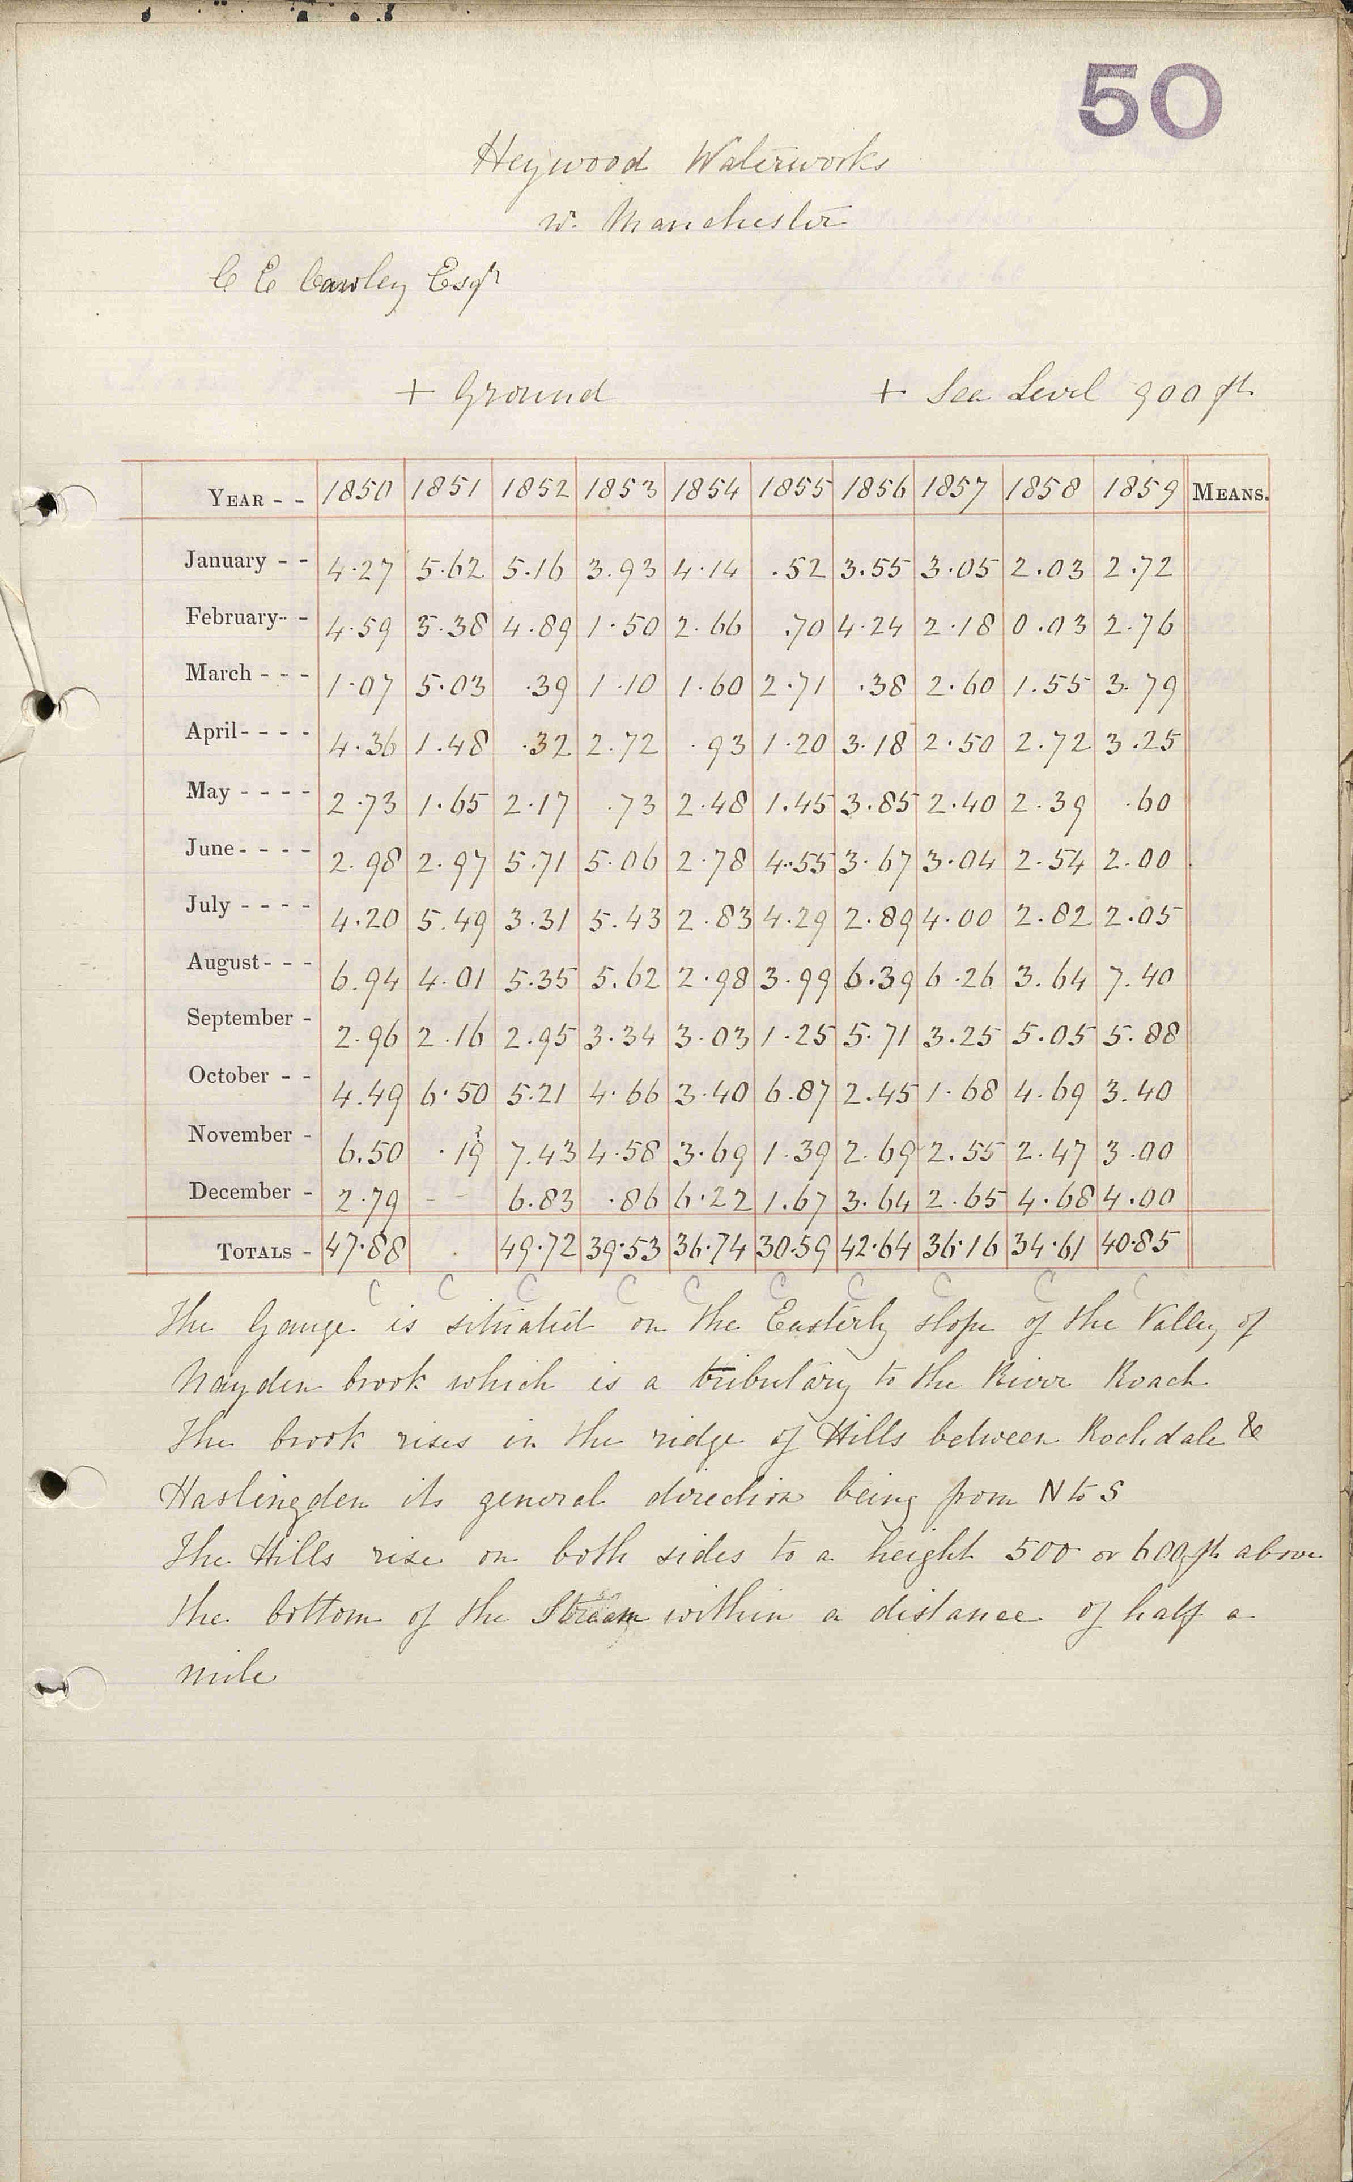 50
Heywood Waterworks
nr. Manchester
C E Cawley Esqr
+ Ground + Sea Level 900 ft
YEAR - - 1850 1851 1852 1853 1854 1855 1856 1857 1858 1859 MEANS.
January - - 4.27 5.62 5.16 3.93 4.14 .52 3.55 3.05 2.03 2.72
February - - 4.59 3.38 4.89 1.50 2.66 .70 4.24 2.18 0.03 2.76
March - - - 1.07 5.03 .39 1.10 1.60 2.71 .38 2.60 1.55 3.79
April - - - - 4.36 1.48 .32 2.72 .93 1.20 3.18 2.50 2.72 3.25
May - - - - 2.73 1.65 2.17 .73 2.48 1.45 3.85 2.40 2.39 .60
June - - - - 2.98 2.97 5.71 5.06 2.78 4.55 3.67 3.04 2.54 2.00
July - - - - 4.20 5.49 3.31 5.43 2.83 4.29 2.89 4.00 2.82 2.05
August - - - 6.94 4.01 5.35 5.62 2.98 3.99 6.39 6.26 3.64 7.40
September - 2.96 2.16 2.95 3.34 3.03 1.25 5.71 3.25 5.05 5.88
October - - 4.49 6.50 5.21 4.66 3.40 6.87 2.45 1.68 4.69 3.40
November - 6.50 .19 ? 7.43 4.58 3.69 1.39 2.69 2.55 2.47 3.00
December - 2.79 - - 6.83 .86 6.22 1.67 3.64 2.65 4.68 4.00
TOTALS - 47.88 . 49.72 39.53 36.74 30.59 42.64 36.16 34.61 40.85
C C C C C C C C C C
The Gauge is situated on the Easterly slope of the Valley of
Nayden brook which is a tributary to the River Roach
The brook rises in the ridge of Hills between Rochdale &
Haslingden its general direction being from N to S
The Hills rise on both sides to a height 500 or 600 ft above
the bottom of the Stream within a distance of half a
mile